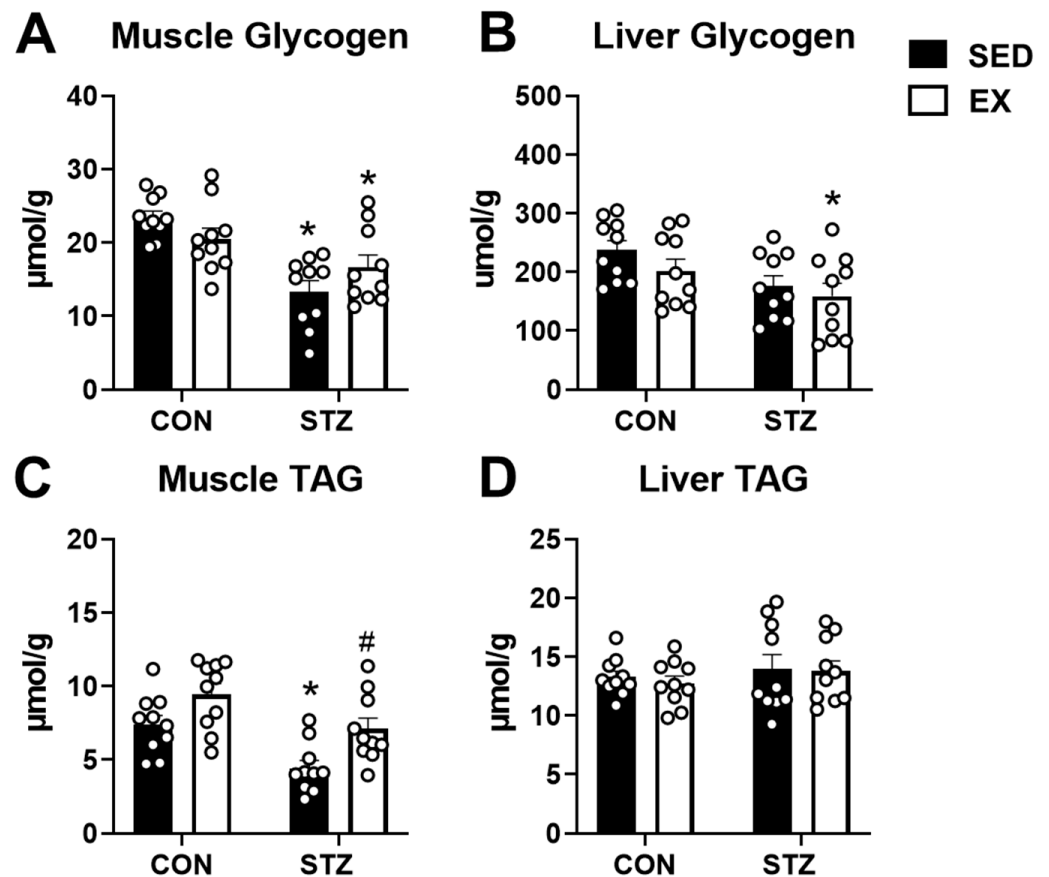 A Muscle Glycogen
40
30
20
10
0
µmol/g
*
*
CON STZ
B Liver Glycogen
500
400
300
200
100
0
umol/g
*
CON STZ
SED
EX
C Muscle TAG
20
15
10
5
0
µmol/g
*
#
CON STZ
D Liver TAG
25
20
15
10
5
0
µmol/g
CON STZ